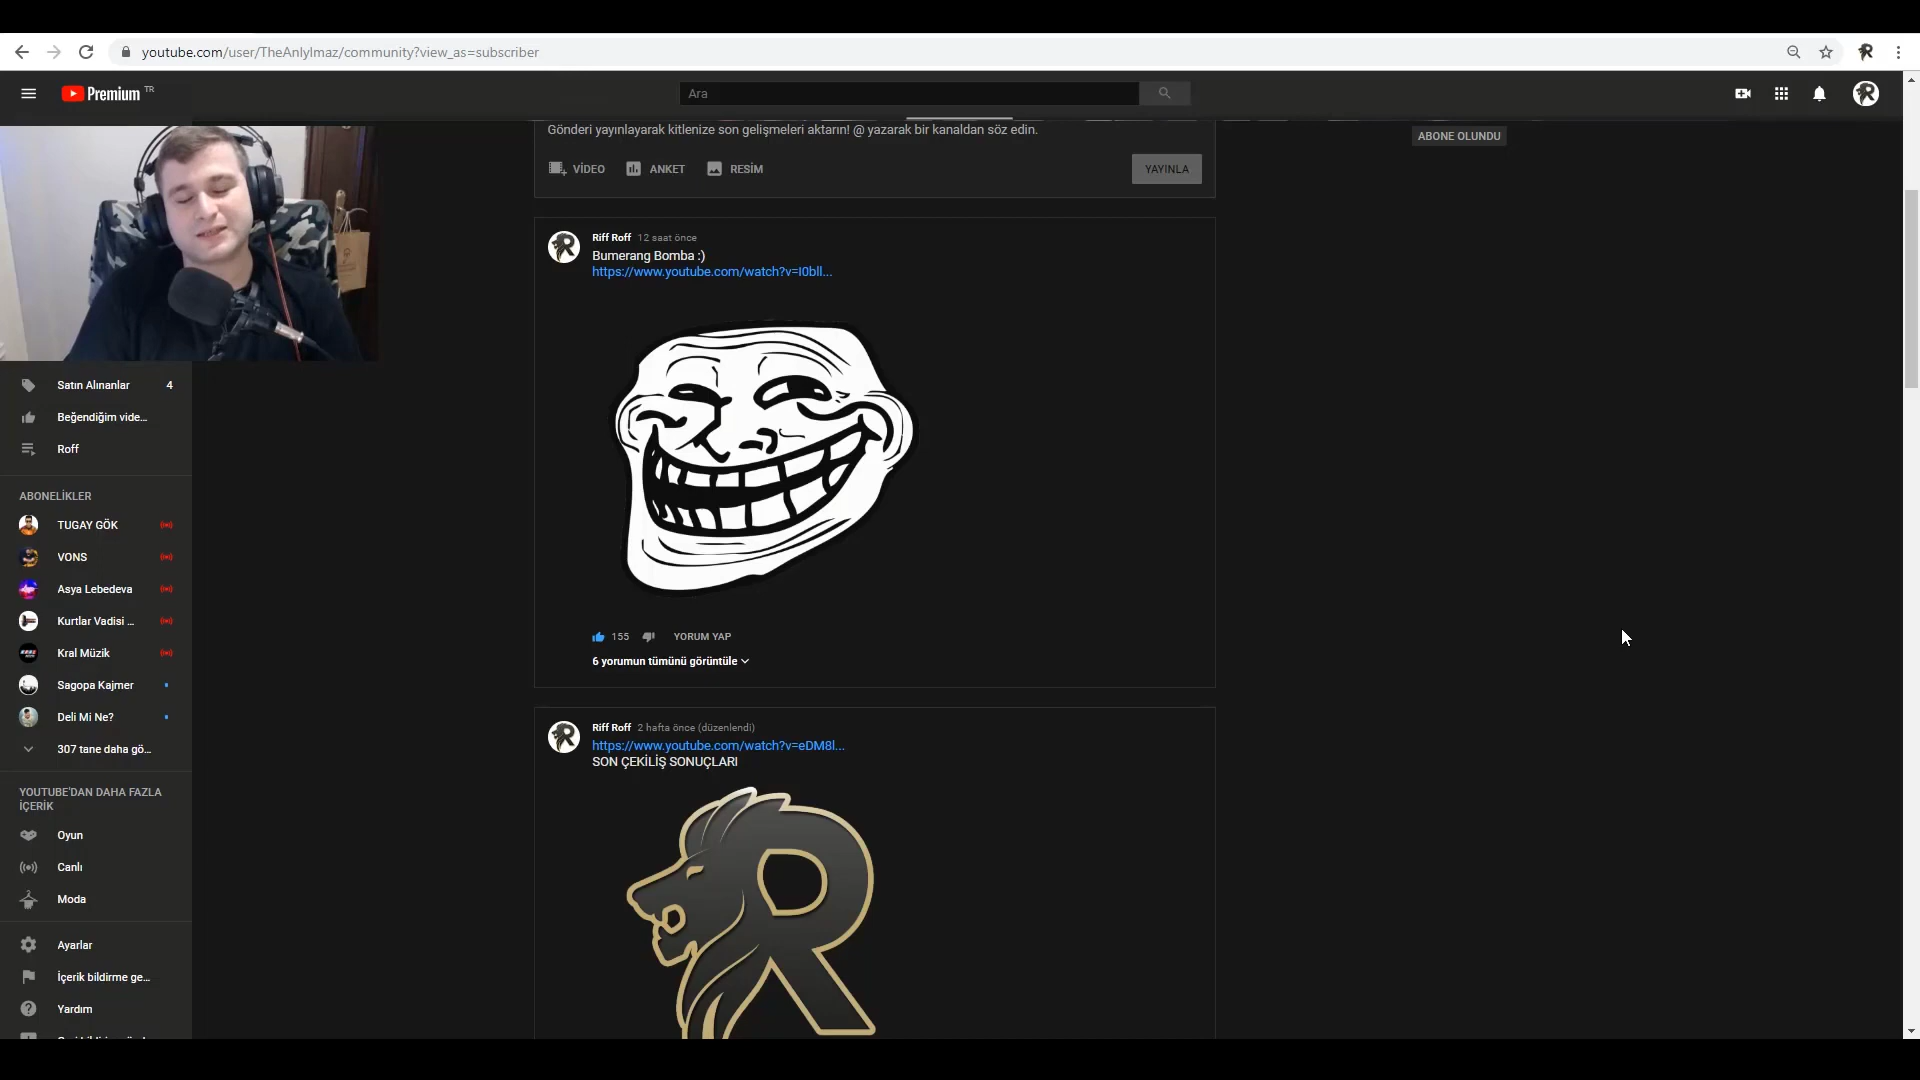 youtube.com/user/TheAnlylmaz/community?view_as=subscriber
Premium TR
Ara
Gönderi yayınlayarak kitlenize son gelişmeleri aktarın! @ yazarak bir kanaldan söz edin.
ABONE OLUNDU
VİDEO
ANKET
RESİM
YAYINLA
Riff Roff 12 saat önce
Bumerang Bomba :)
https://www.youtube.com/watch?v=I0bll...
155
YORUM YAP
6 yorumun tümünü görüntüle
Riff Roff 2 hafta önce (düzenlendi)
https://www.youtube.com/watch?v=eDM8l...
SON ÇEKİLİŞ SONUÇLARI
Satın Alınanlar 4
Beğendiğim vide...
Roff
ABONELİKLER
TUGAY GÖK
VONS
Asya Lebedeva
Kurtlar Vadisi ...
Kral Müzik
Sagopa Kajmer
Deli Mi Ne?
307 tane daha gö...
YOUTUBE'DAN DAHA FAZLA
İÇERİK
Oyun
Canlı
Moda
Ayarlar
İçerik bildirme ge...
Yardım